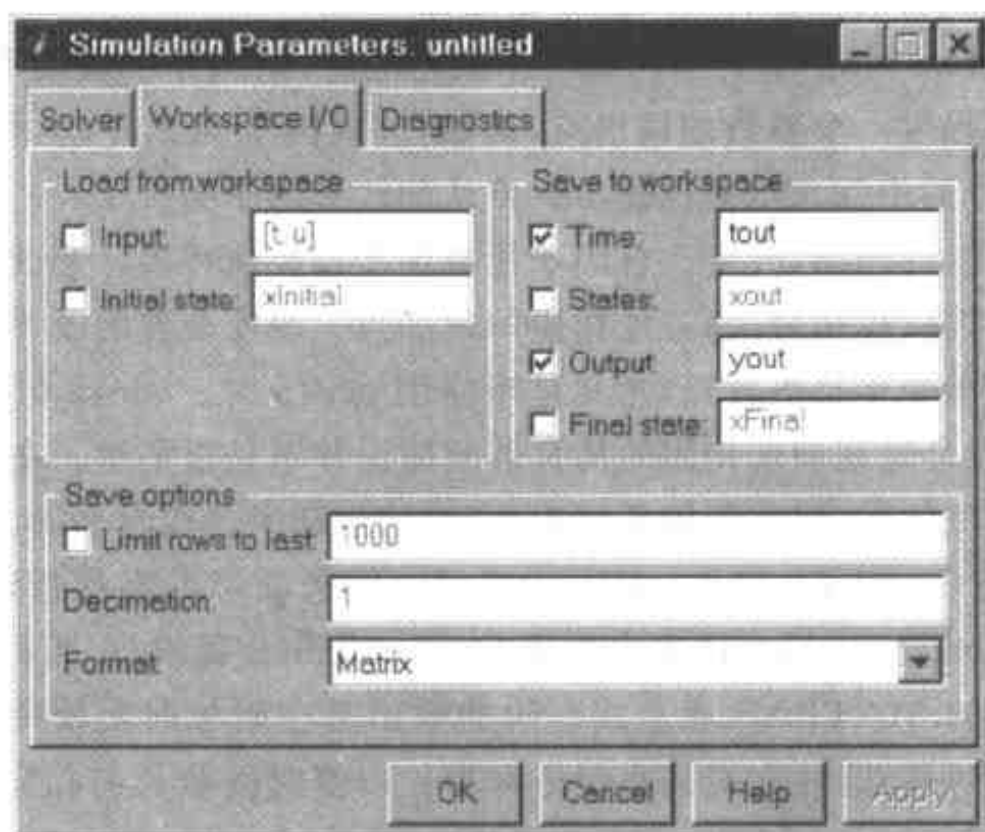 Simulation Parameters: untitled
Solver
Workspace I/O
Diagnostics
Load from workspace
Input:
[t, u]
Initial state:
xInitial
Save to workspace
Time:
tout
States:
xout
Output
yout
Final state:
xFinal
Save options
Limit rows to last:
1000
Decimation:
1
Format:
Matrix
OK
Cancel
Help
Apply